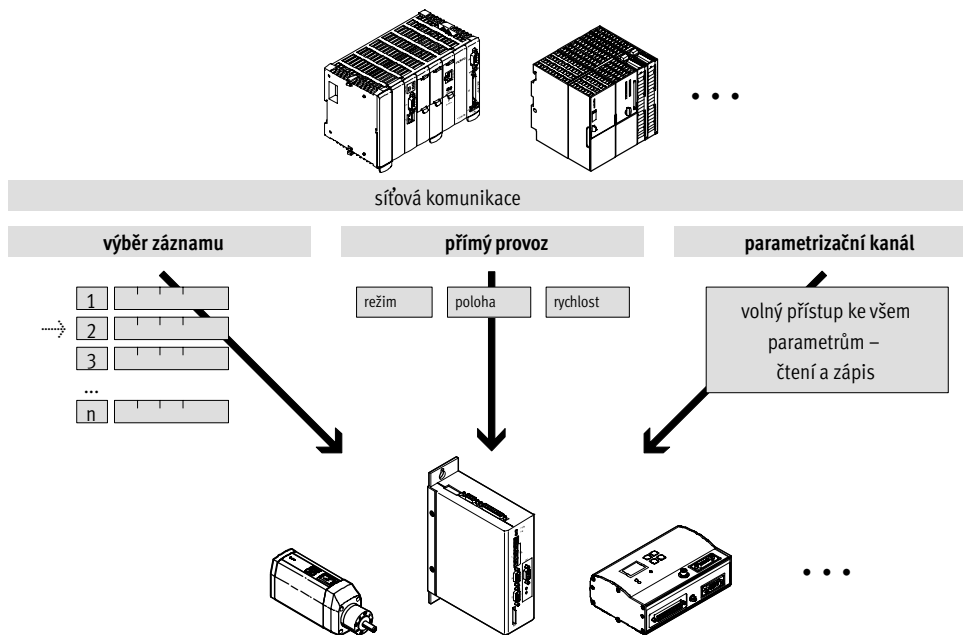 síťová komunikace
výběr záznamu
přímý provoz
parametrizační kanál
1
2
3
...
n
režim
poloha
rychlost
volný přístup ke všem
parametrům –
čtení a zápis